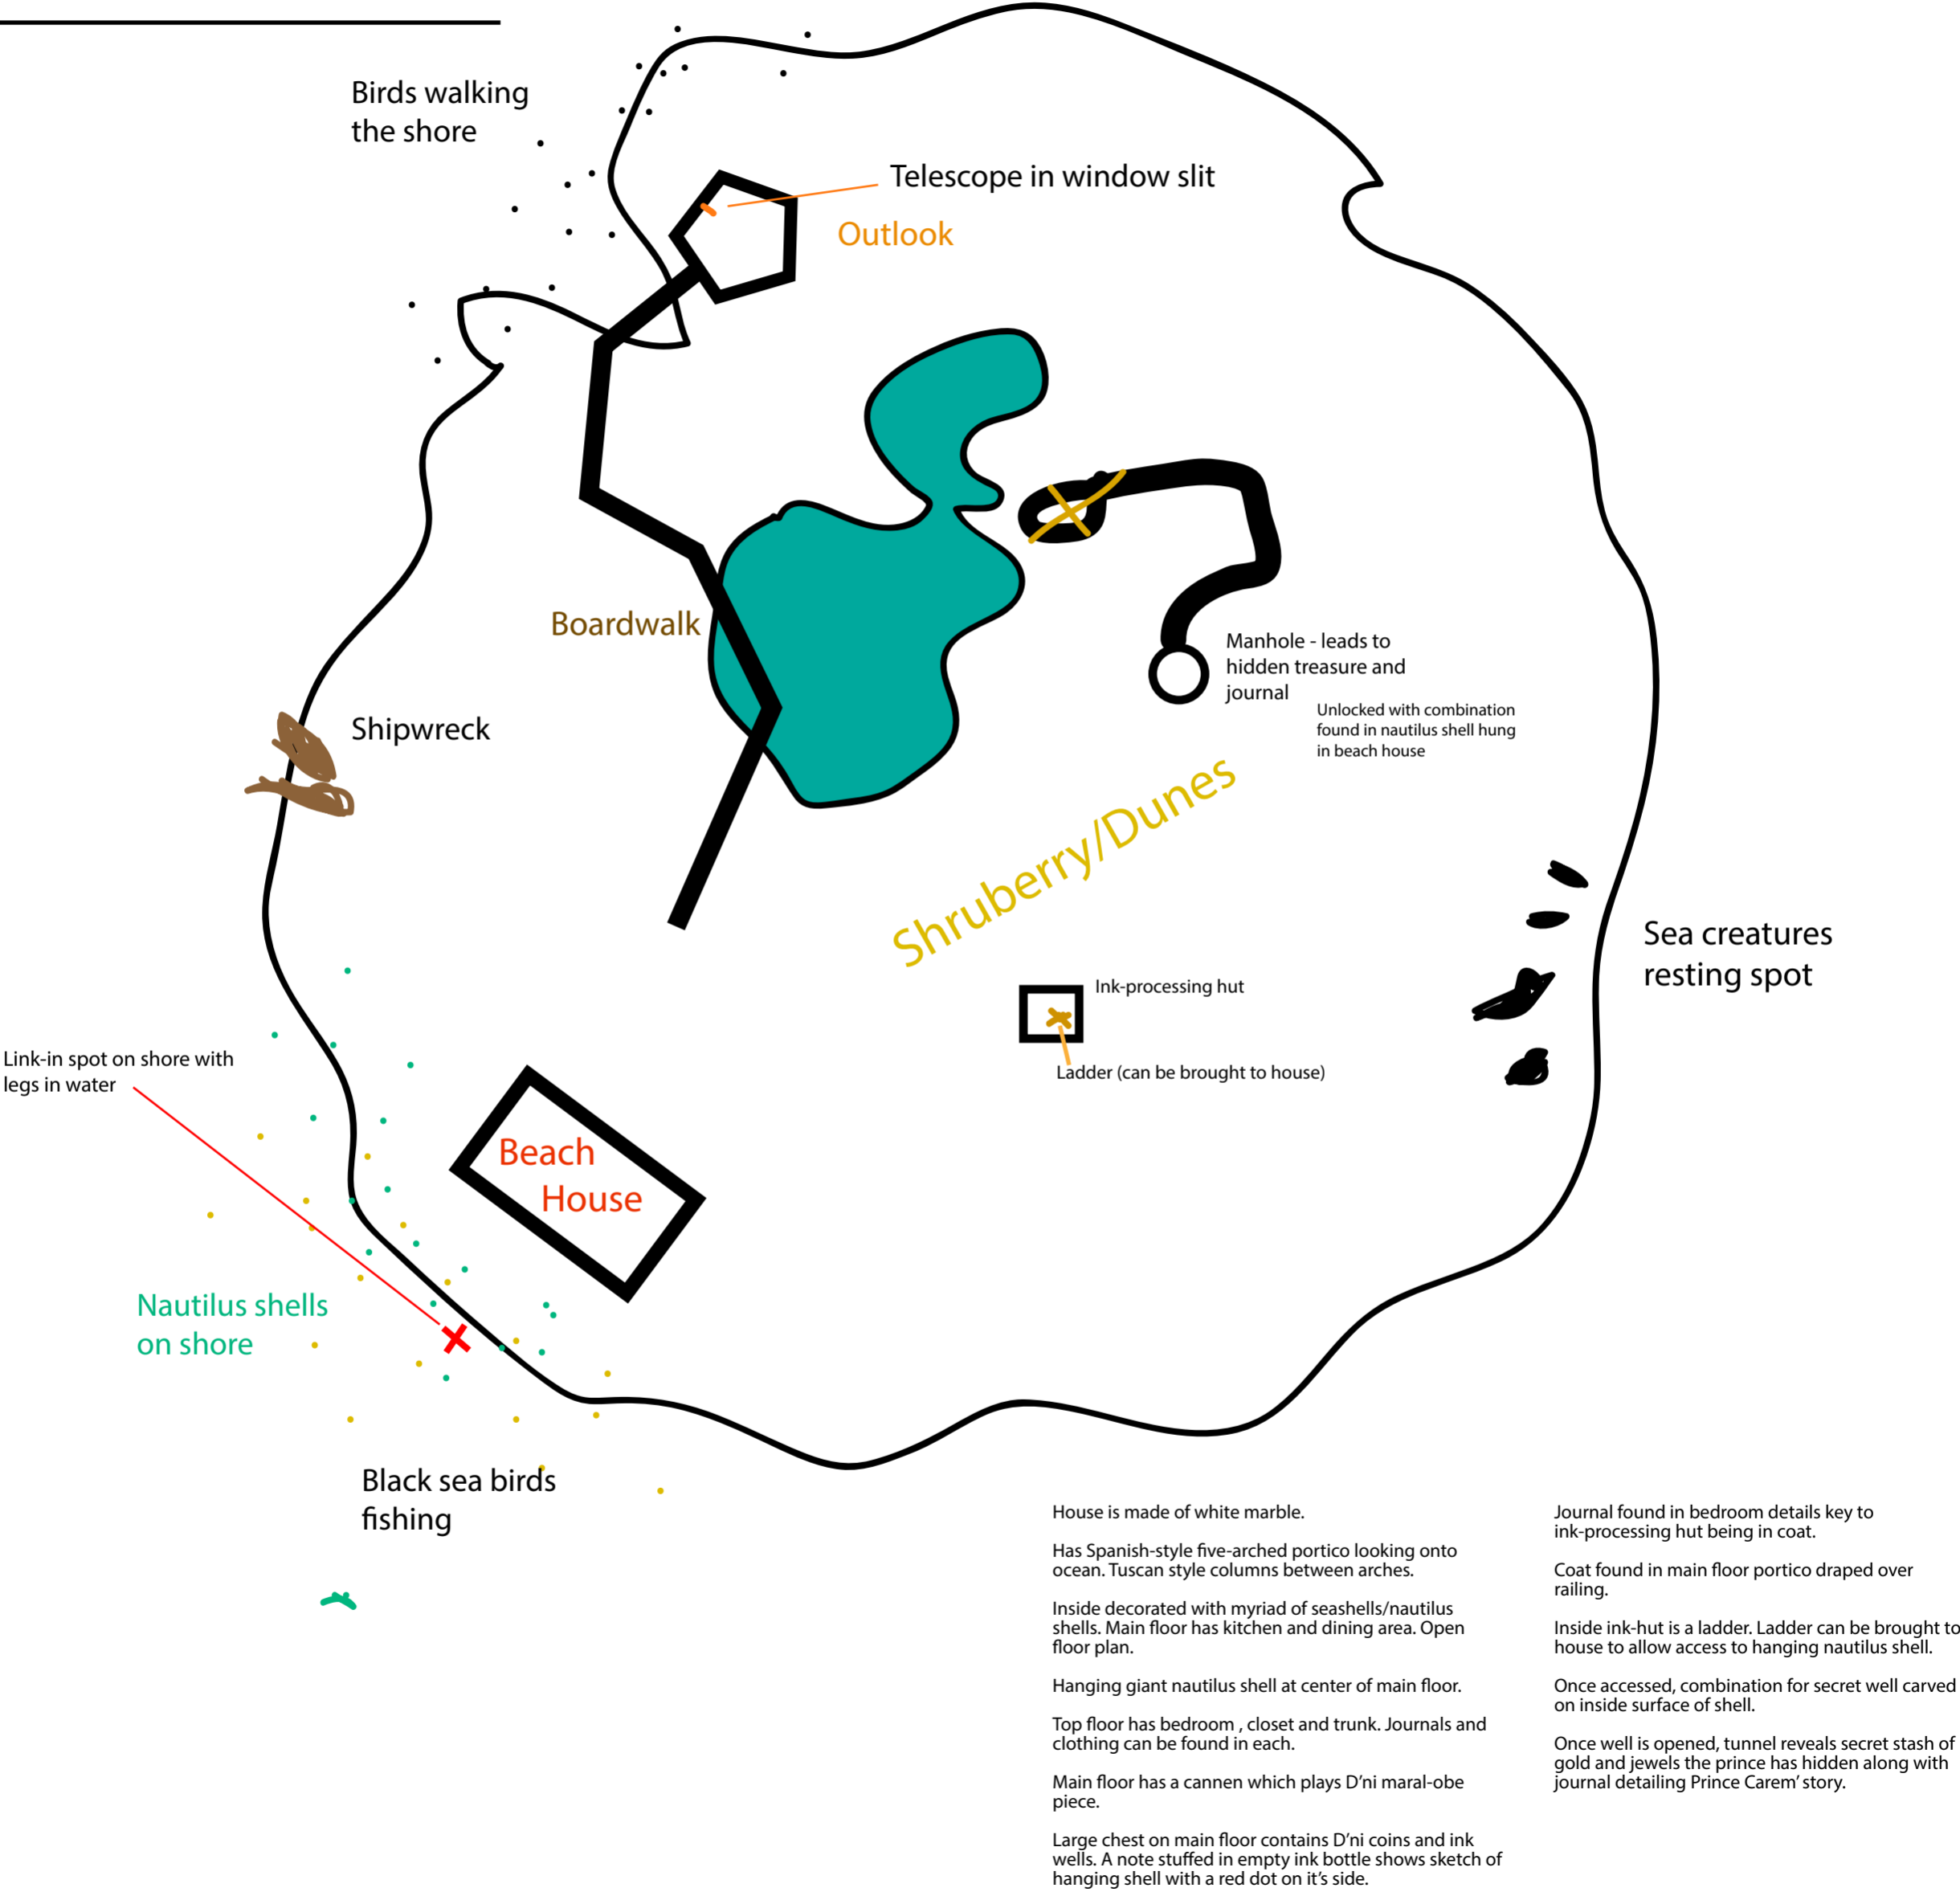 Birds walking
the shore
Telescope in window slit
Outlook
Boardwalk
Manhole - leads to
hidden treasure and
journal
Unlocked with combination
found in nautilus shell hung
in beach house
Shipwreck
Shruberry/Dunes
Sea creatures
resting spot
Ink-processing hut
Ladder (can be brought to house)
Link-in spot on shore with
legs in water
Beach
House
Nautilus shells
on shore
Black sea birds
fishing
House is made of white marble.
Has Spanish-style five-arched portico looking onto
ocean. Tuscan style columns between arches.
Inside decorated with myriad of seashells/nautilus
shells. Main floor has kitchen and dining area. Open
floor plan.
Hanging giant nautilus shell at center of main floor.
Top floor has bedroom , closet and trunk. Journals and
clothing can be found in each.
Main floor has a cannen which plays D'ni maral-obe
piece.
Large chest on main floor contains D'ni coins and ink
wells. A note stuffed in empty ink bottle shows sketch of
hanging shell with a red dot on it's side.
Journal found in bedroom details key to
ink-processing hut being in coat.
Coat found in main floor portico draped over
railing.
Inside ink-hut is a ladder. Ladder can be brought to
house to allow access to hanging nautilus shell.
Once accessed, combination for secret well carved
on inside surface of shell.
Once well is opened, tunnel reveals secret stash of
gold and jewels the prince has hidden along with
journal detailing Prince Carem' story.